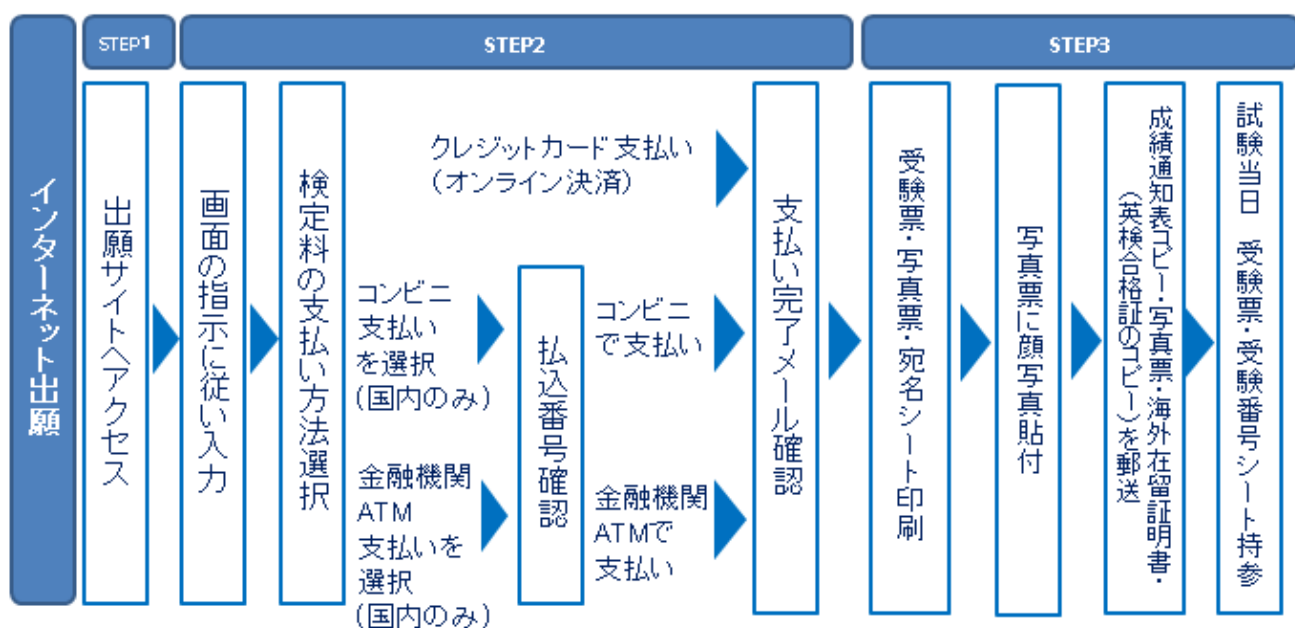 インターネット出願
STEP1
STEP2
STEP3
出願サイトへアクセス
画面の指示に従い入力
検定料の支払い方法選択
クレジットカード支払い
（オンライン決済）
コンビニ
支払い
を選択
（国内のみ）
金融機関
ATM
支払いを
選択
（国内のみ）
払込番号確認
コンビニ
で支払い
金融機関
ATMで
支払い
支払い完了メール確認
受験票・写真票・宛名シート印刷
写真票に顔写真貼付
成績通知表コピー・写真票・海外在留証明書・
（英検合格証のコピー）を郵送
試験当日　受験票・受験番号シート持参